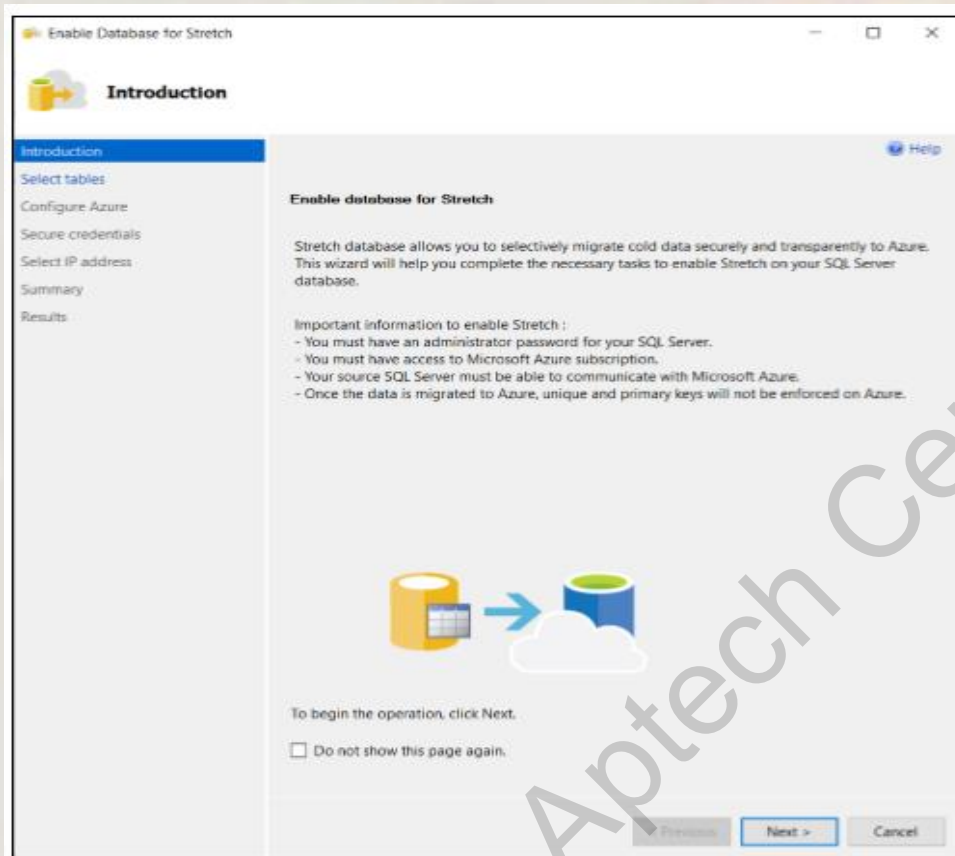 Enable Database for Stretch
Introduction
Introduction
Help
Select tables
Configure Azure
Secure credentials
Select IP address
Summary
Results
Enable database for Stretch
Stretch database allows you to selectively migrate cold data securely and transparently to Azure.
This wizard will help you complete the necessary tasks to enable Stretch on your SQL Server
database.
Important information to enable Stretch :
- You must have an administrator password for your SQL Server.
- You must have access to Microsoft Azure subscription.
- Your source SQL Server must be able to communicate with Microsoft Azure.
- Once the data is migrated to Azure, unique and primary keys will not be enforced on Azure.
To begin the operation, click Next.
Do not show this page again.
< Previous
Next >
Cancel
Aptech Ce